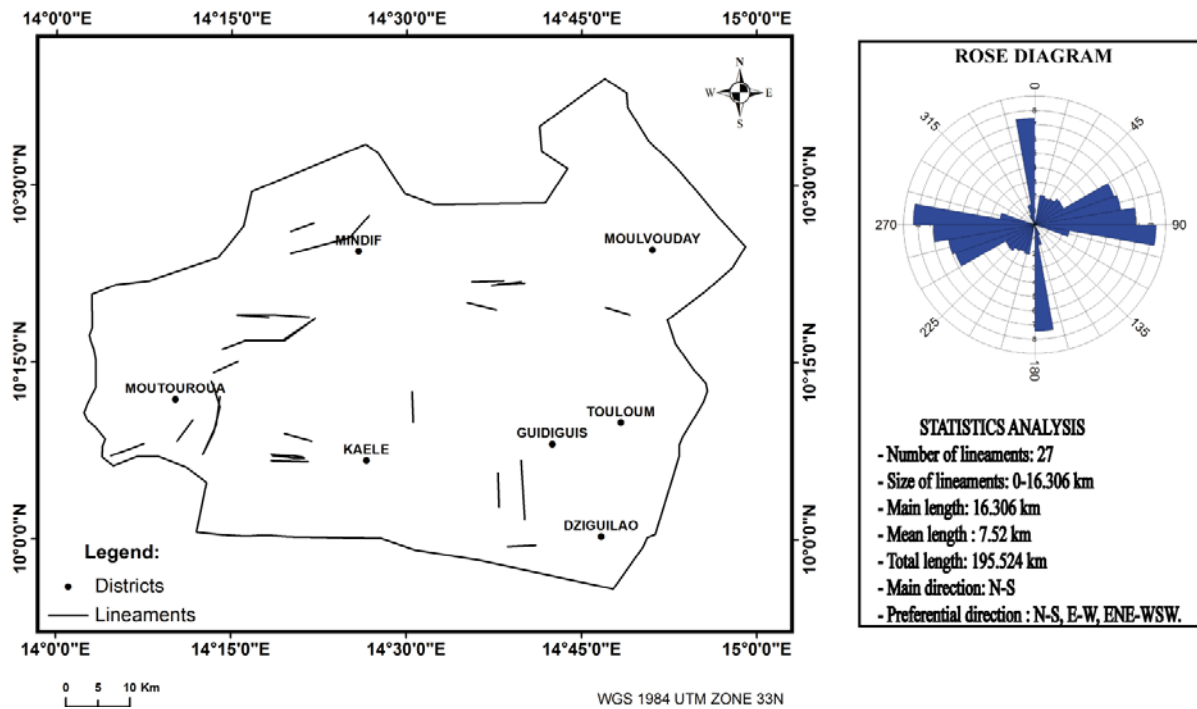 14°0'0"E 14°15'0"E 14°30'0"E 14°45'0"E 15°0'0"E
N
W E
S
10°30'0"N 10°30'0"N
MINDIF
MOULVOUDAY
10°15'0"N 10°15'0"N
MOUTOUROUA
TOULOUM
GUIDIGUIS
KAELE
DZIGUILAO
10°0'0"N 10°0'0"N
Legend:
Districts
Lineaments
14°0'0"E 14°15'0"E 14°30'0"E 14°45'0"E 15°0'0"E
0 5 10 Km
WGS 1984 UTM ZONE 33N
ROSE DIAGRAM
0
315 45
270 90
225 135
180
STATISTICS ANALYSIS
- Number of lineaments: 27
- Size of lineaments: 0-16.306 km
- Main length: 16.306 km
- Mean length : 7.52 km
- Total length: 195.524 km
- Main direction: N-S
- Preferential direction : N-S, E-W, ENE-WSW.